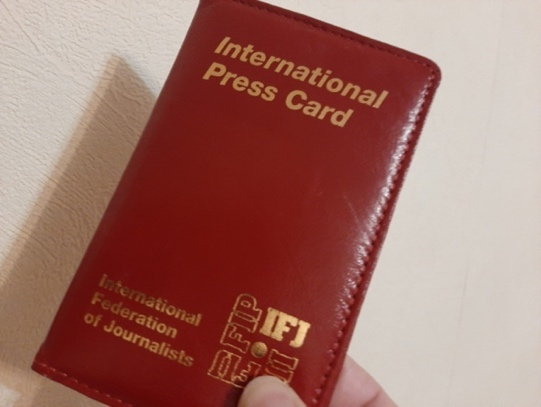 International
Press Card
International
Federation
of Journalists
IFJ
FIP